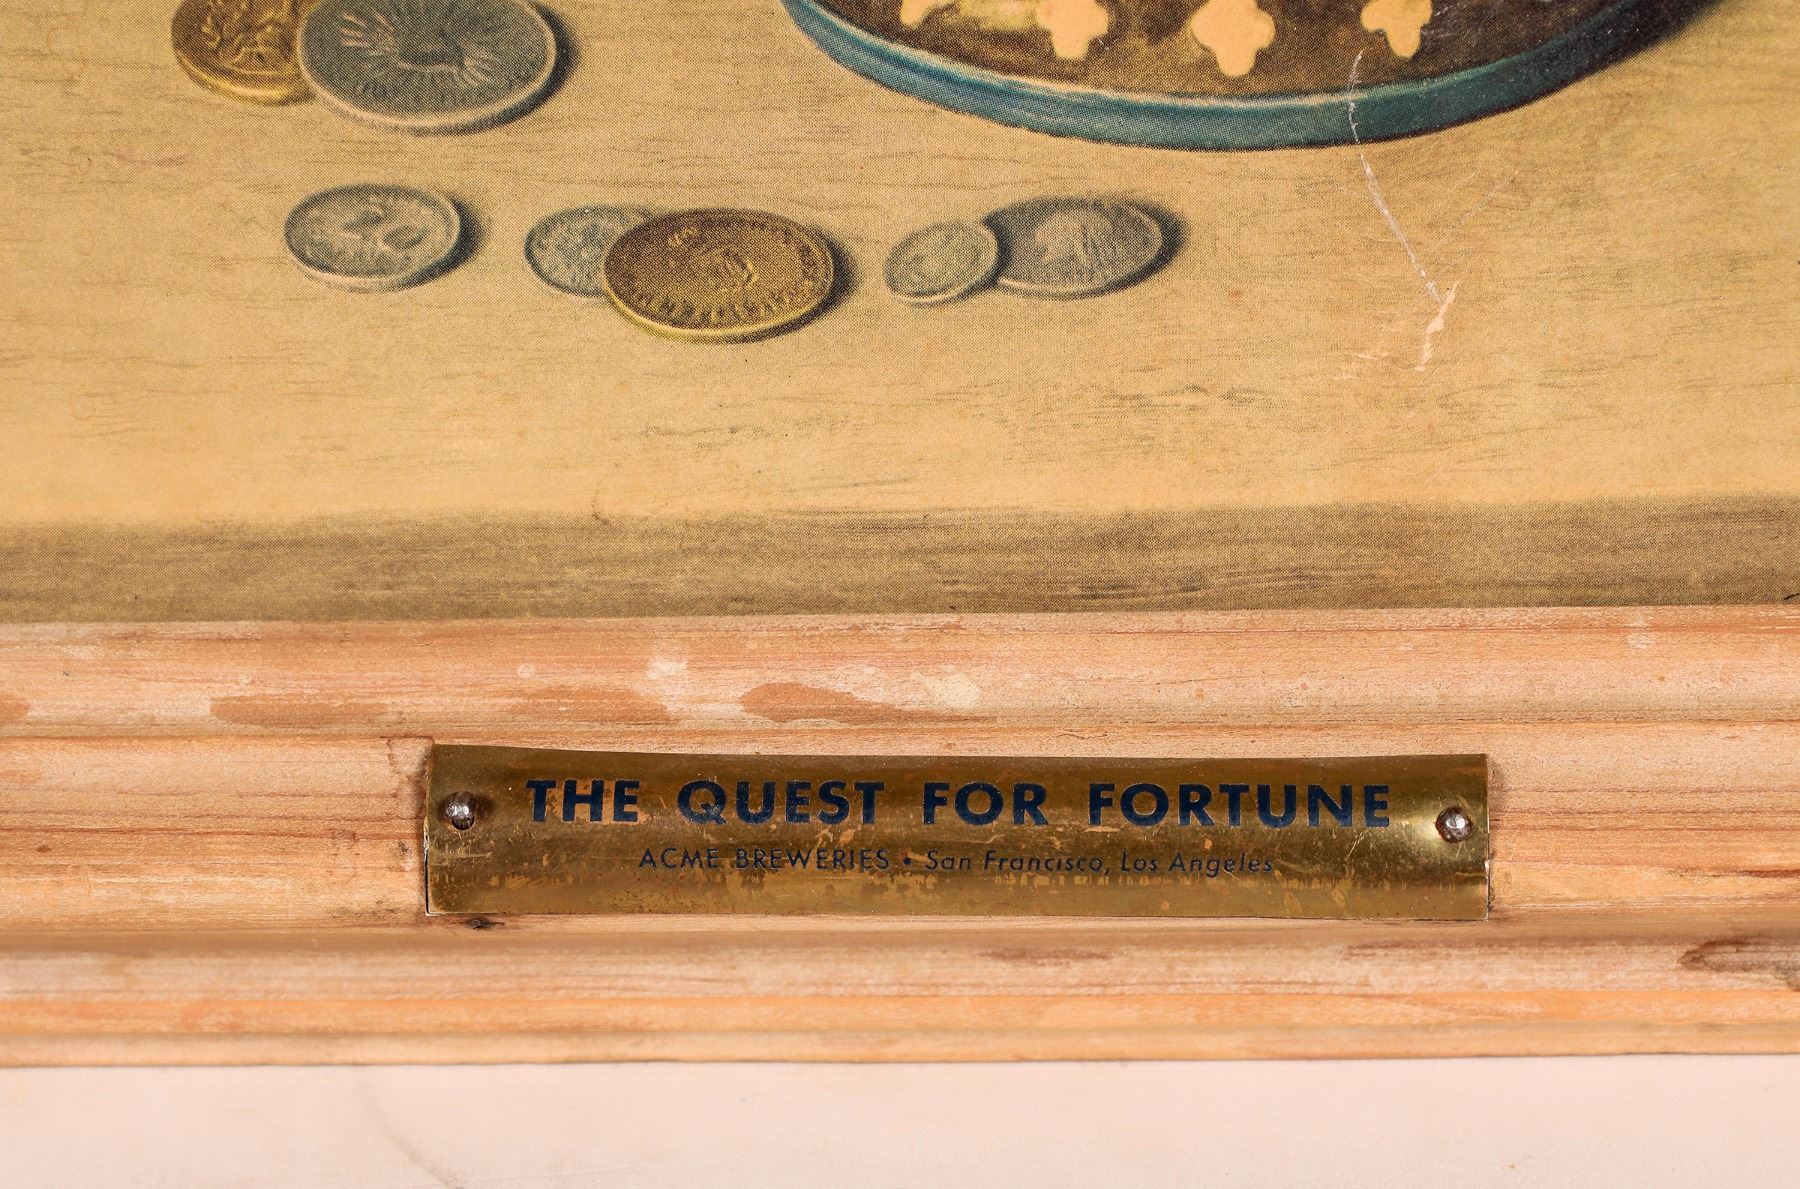 THE QUEST FOR FORTUNE
ACME BREWERIES • San Francisco, Los Angeles